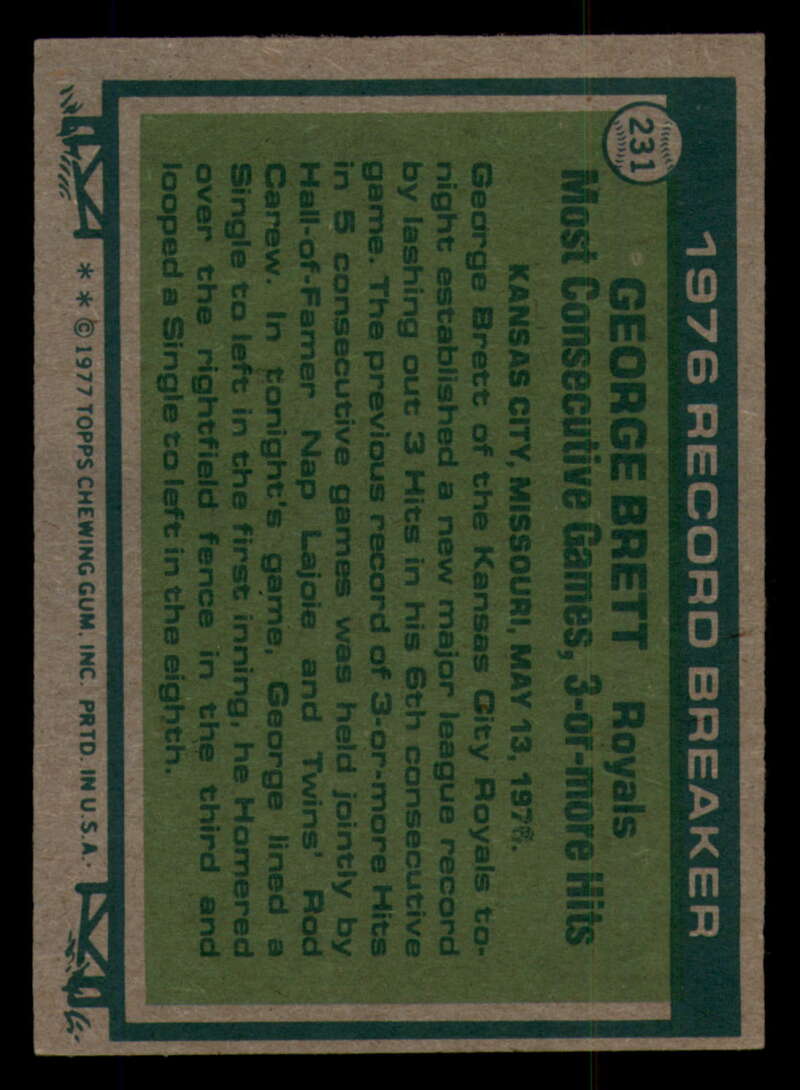 231
1976 RECORD BREAKER
GEORGE BRETT Royals
Most Consecutive Games, 3-or-more Hits
KANSAS CITY, MISSOURI, MAY 13, 1976.
George Brett of the Kansas City Royals to-
night established a new major league record
by lashing out 3 Hits in his 6th consecutive
game. The previous record of 3-or-more Hits
in 5 consecutive games was held jointly by
Hall-of-Famer Nap Lajoie and Twins' Rod
Carew. In tonight's game, George lined a
Single to left in the first inning, he Homered
over the rightfield fence in the third and
looped a Single to left in the eighth.
* * © 1977 TOPPS CHEWING GUM, INC. PRTD. IN U.S.A.